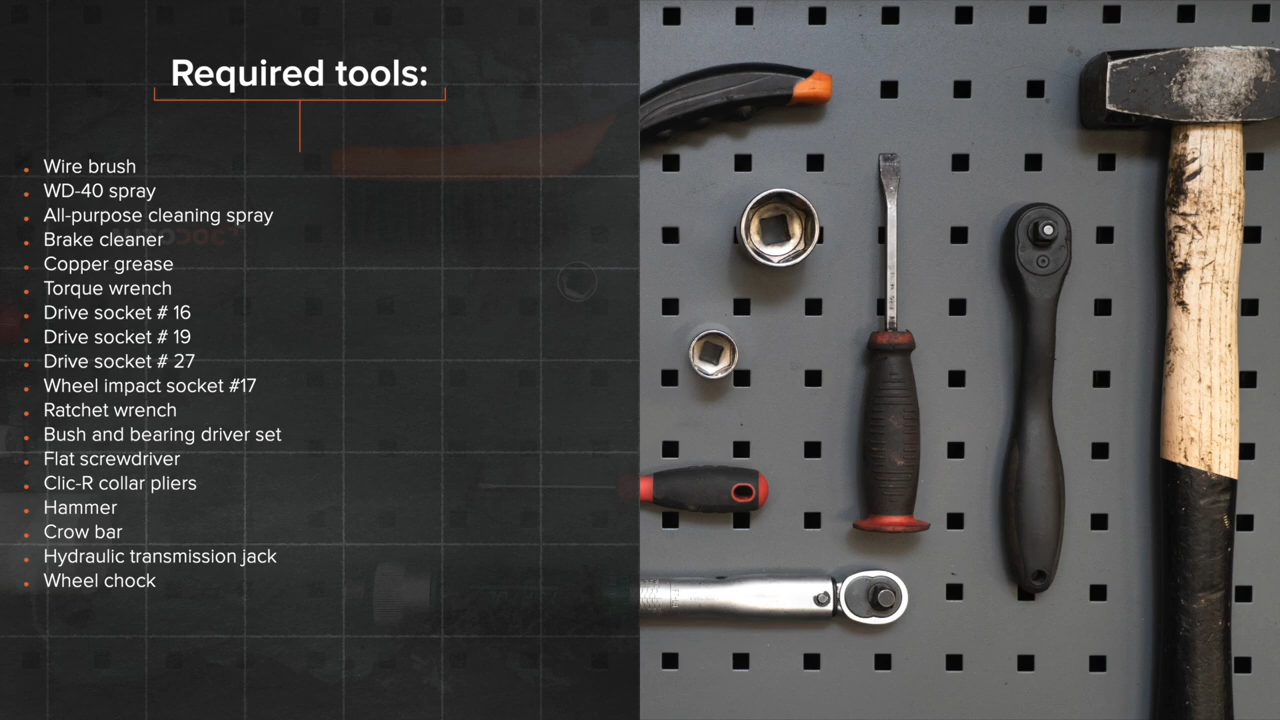 Required tools:
Wire brush
WD-40 spray
All-purpose cleaning spray
Brake cleaner
Copper grease
Torque wrench
Drive socket # 16
Drive socket # 19
Drive socket # 27
Wheel impact socket #17
Ratchet wrench
Bush and bearing driver set
Flat screwdriver
Clic-R collar pliers
Hammer
Crow bar
Hydraulic transmission jack
Wheel chock